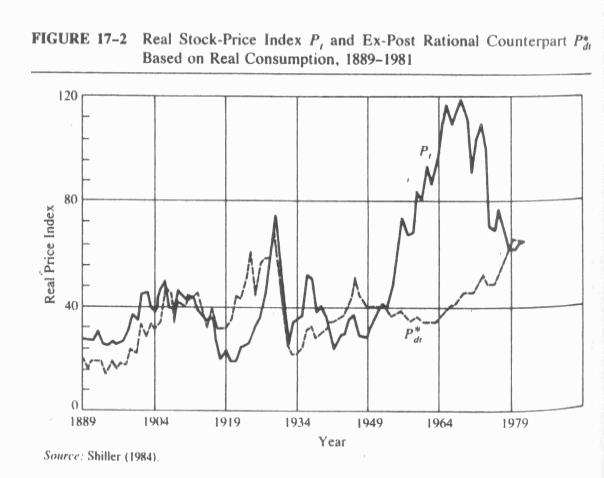 FIGURE 17–2 Real Stock-Price Index Pₜ and Ex-Post Rational Counterpart P*dt
Based on Real Consumption, 1889–1981
120
80
40
0
Real Price Index
Pₜ
P*dt
1889 1904 1919 1934 1949 1964 1979
Year
Source: Shiller (1984).